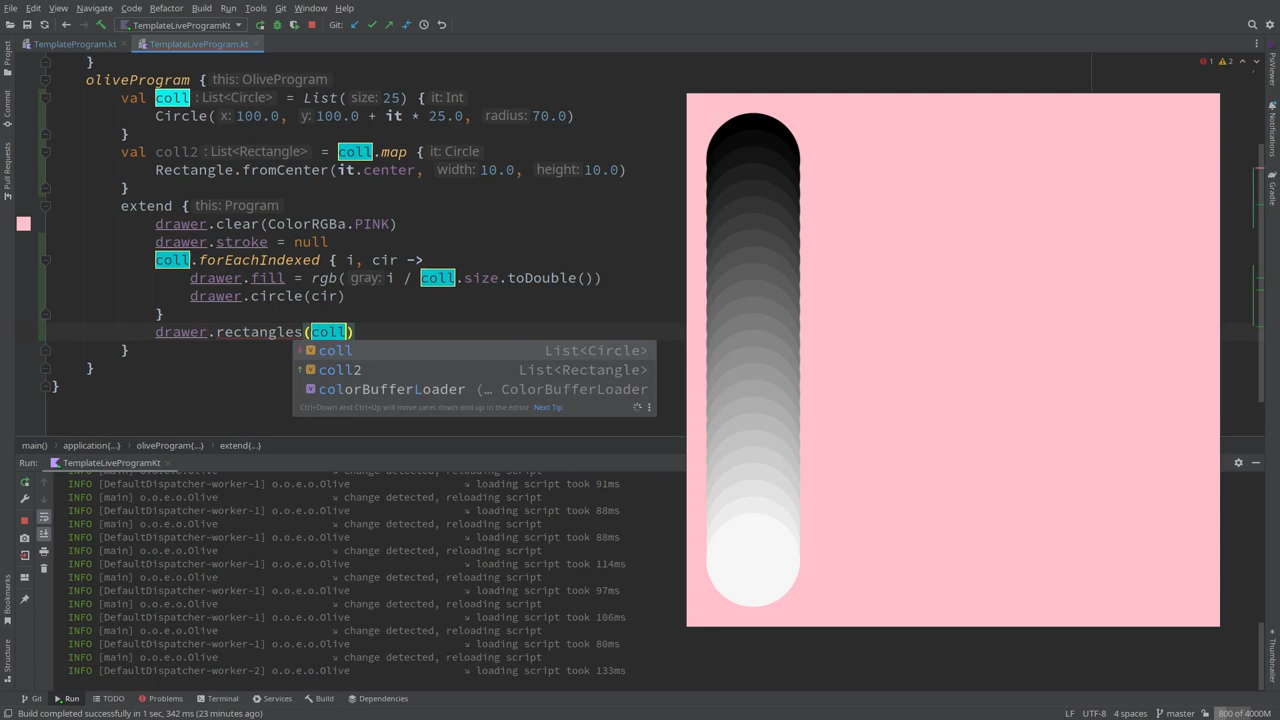 File Edit View Navigate Code Refactor Build Run Tools Git Window Help
TemplateLiveProgramKt Git:
TemplateProgram.kt TemplateLiveProgram.kt
1 2
}
oliveProgram { this: OliveProgram
val coll : List<Circle> = List( size: 25) { it: Int
Circle( x: 100.0, y: 100.0 + it * 25.0, radius: 70.0)
}
val coll2 : List<Rectangle> = coll.map { it: Circle
Rectangle.fromCenter(it.center, width: 10.0, height: 10.0)
}
extend { this: Program
drawer.clear(ColorRGBa.PINK)
drawer.stroke = null
coll.forEachIndexed { i, cir ->
drawer.fill = rgb( gray: i / coll.size.toDouble())
drawer.circle(cir)
}
drawer.rectangles(coll)
coll List<Circle>
}
coll2 List<Rectangle>
}
colorBufferLoader (… ColorBufferLoader
}
Ctrl+Down and Ctrl+Up will move caret down and up in the editor Next Tip
main() application{...} oliveProgram{...} extend{...}
Run: TemplateLiveProgramKt
INFO [DefaultDispatcher-worker-1] o.o.e.o.Olive ↘ loading script took 91ms
INFO [main] o.o.e.o.Olive ↘ change detected, reloading script
INFO [DefaultDispatcher-worker-1] o.o.e.o.Olive ↘ loading script took 88ms
INFO [main] o.o.e.o.Olive ↘ change detected, reloading script
INFO [DefaultDispatcher-worker-1] o.o.e.o.Olive ↘ loading script took 88ms
INFO [main] o.o.e.o.Olive ↘ change detected, reloading script
INFO [DefaultDispatcher-worker-1] o.o.e.o.Olive ↘ loading script took 114ms
INFO [main] o.o.e.o.Olive ↘ change detected, reloading script
INFO [DefaultDispatcher-worker-1] o.o.e.o.Olive ↘ loading script took 97ms
INFO [main] o.o.e.o.Olive ↘ change detected, reloading script
INFO [DefaultDispatcher-worker-1] o.o.e.o.Olive ↘ loading script took 106ms
INFO [main] o.o.e.o.Olive ↘ change detected, reloading script
INFO [DefaultDispatcher-worker-1] o.o.e.o.Olive ↘ loading script took 80ms
INFO [main] o.o.e.o.Olive ↘ change detected, reloading script
INFO [DefaultDispatcher-worker-2] o.o.e.o.Olive ↘ loading script took 133ms
Git Run TODO Problems Terminal Services Build Dependencies
Build completed successfully in 1 sec, 342 ms (23 minutes ago) LF UTF-8 4 spaces master 800 of 4000M
Project
Commit
Pull Requests
Bookmarks
Structure
PsiViewer
Notifications
Gradle
Thumbnailer